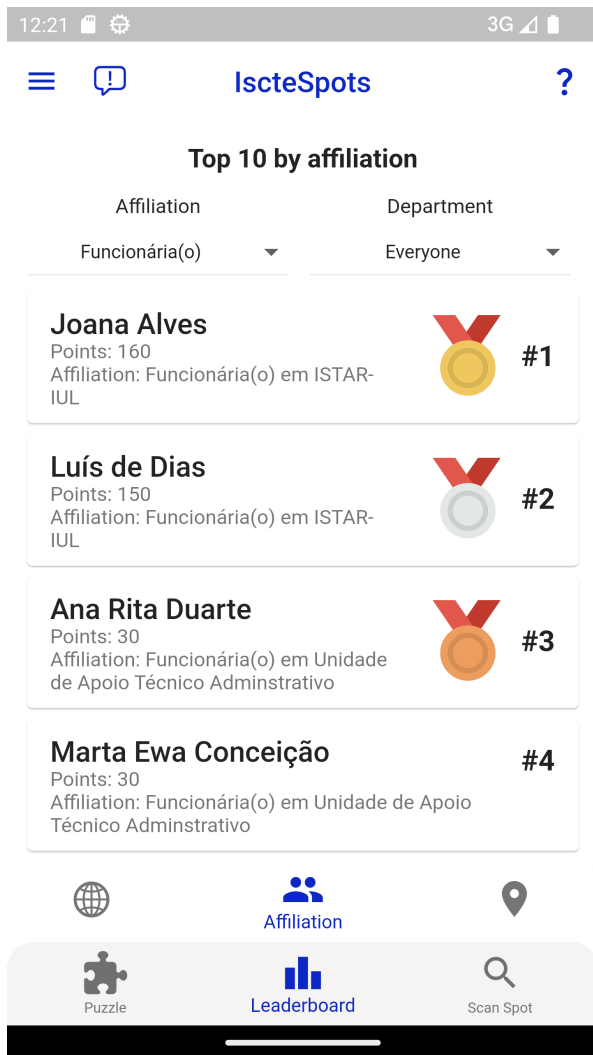 12:21
3G
IscteSpots
?
Top 10 by affiliation
Affiliation
Department
Funcionária(o)
Everyone
Joana Alves
Points: 160
Affiliation: Funcionária(o) em ISTAR-
IUL
#1
Luís de Dias
Points: 150
Affiliation: Funcionária(o) em ISTAR-
IUL
#2
Ana Rita Duarte
Points: 30
Affiliation: Funcionária(o) em Unidade
de Apoio Técnico Adminstrativo
#3
Marta Ewa Conceição
Points: 30
Affiliation: Funcionária(o) em Unidade de Apoio
Técnico Adminstrativo
#4
Affiliation
Puzzle
Leaderboard
Scan Spot